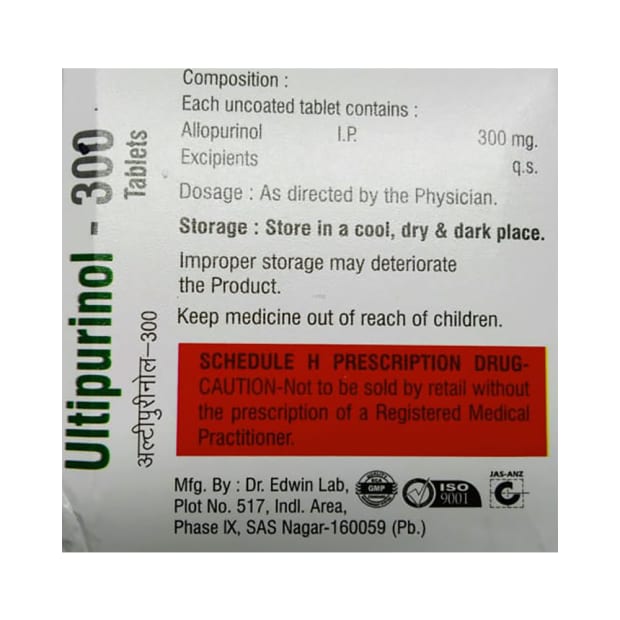 Ultipurinol - 300
Tablets
अल्टीपुरीनोल–300
Composition :
Each uncoated tablet contains :
Allopurinol I.P. 300 mg.
Excipients q.s.
Dosage : As directed by the Physician.
Storage : Store in a cool, dry & dark place.
Improper storage may deteriorate
the Product.
Keep medicine out of reach of children.
SCHEDULE H PRESCRIPTION DRUG-
CAUTION-Not to be sold by retail without
the prescription of a Registered Medical
Practitioner.
Mfg. By : Dr. Edwin Lab,
Plot No. 517, Indl. Area,
Phase IX, SAS Nagar-160059 (Pb.)
GMP
ISO
9001
JAS-ANZ